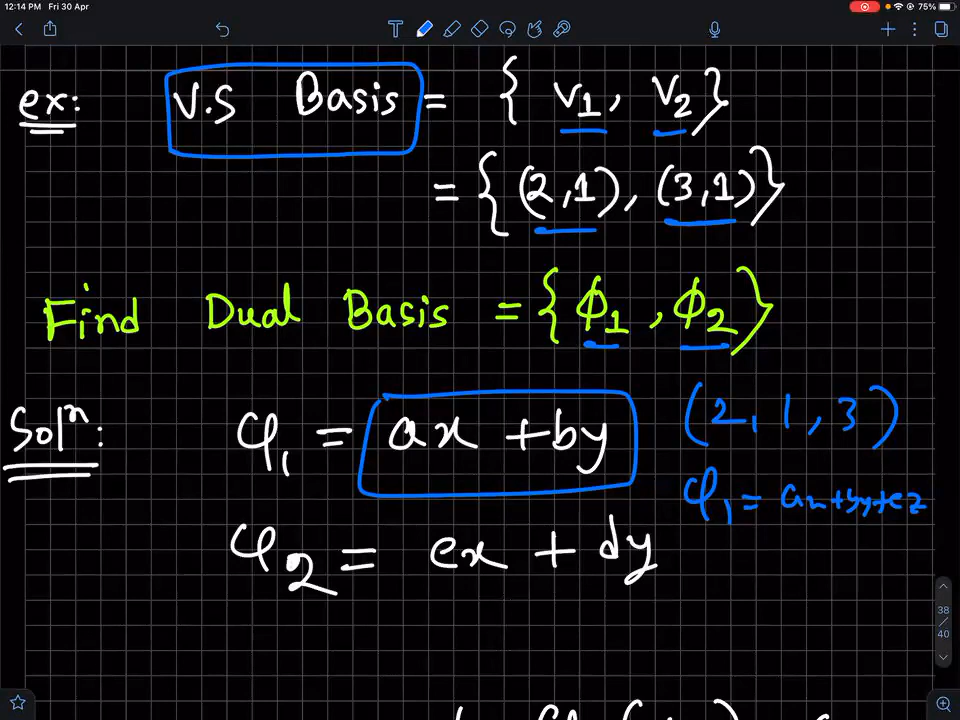 12:14 PM Fri 30 Apr
75%
ex: V.S Basis = { v1, v2}
= {(2,1), (3,1)}
Find Dual Basis = {ϕ1, ϕ2}
Solⁿ: φ1 = ax + by
(2,1,3)
φ1 = ax+by+cz
φ2 = cx + dy
38
/
40